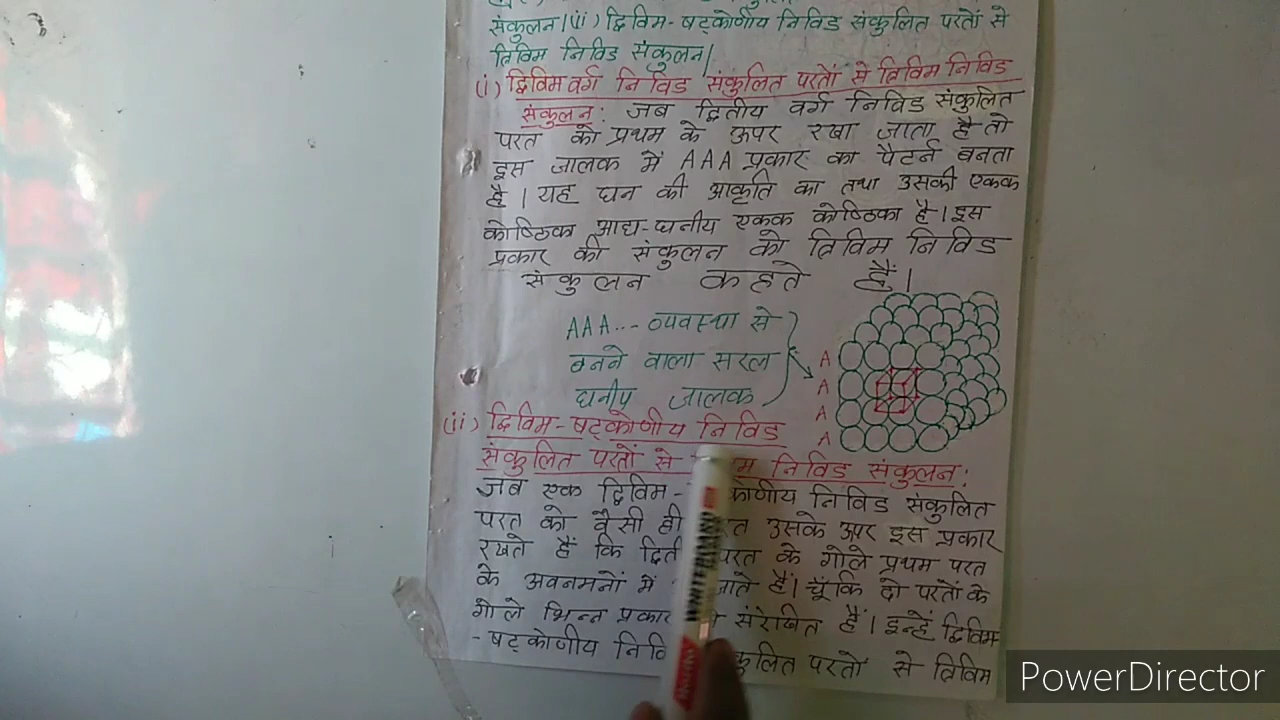 संकुलन। (ii) द्विविम-षट्कोणीय निविड संकुलित परतों से
त्रिविम निविड संकुलन।
(i) द्विविम वर्ग निविड संकुलित परतों से त्रिविम निविड
संकुलन: जब द्वितीय वर्ग निविड संकुलित
परत को प्रथम के ऊपर रखा जाता है तो
इस जालक में AAA प्रकार का पैटर्न बनता
है। यह घन की आकृति का तथा उसकी एकक
कोष्ठिका आद्य-घनीय एकक कोष्ठिका है। इस
प्रकार की संकुलन को त्रिविम निविड
संकुलन कहते हैं।
AAA... व्यवस्था से
बनने वाला सरल
घनीय जालक
A
A
A
A
(ii) द्विविम-षट्कोणीय निविड
संकुलित परतों से निविड संकुलन:
जब एक द्विविम- कोणीय निविड संकुलित
परत को वैसी ही उसके ऊपर इस प्रकार
रखते हैं कि परत के गोले प्रथम परत
के अवनमनों में जाते हैं। चूँकि दो परतों के
गोले भिन्न प्रकार संरेखित हैं। इन्हें द्विविम
-षट्कोणीय परतों से त्रिविम
WHITEBOARD
PowerDirector